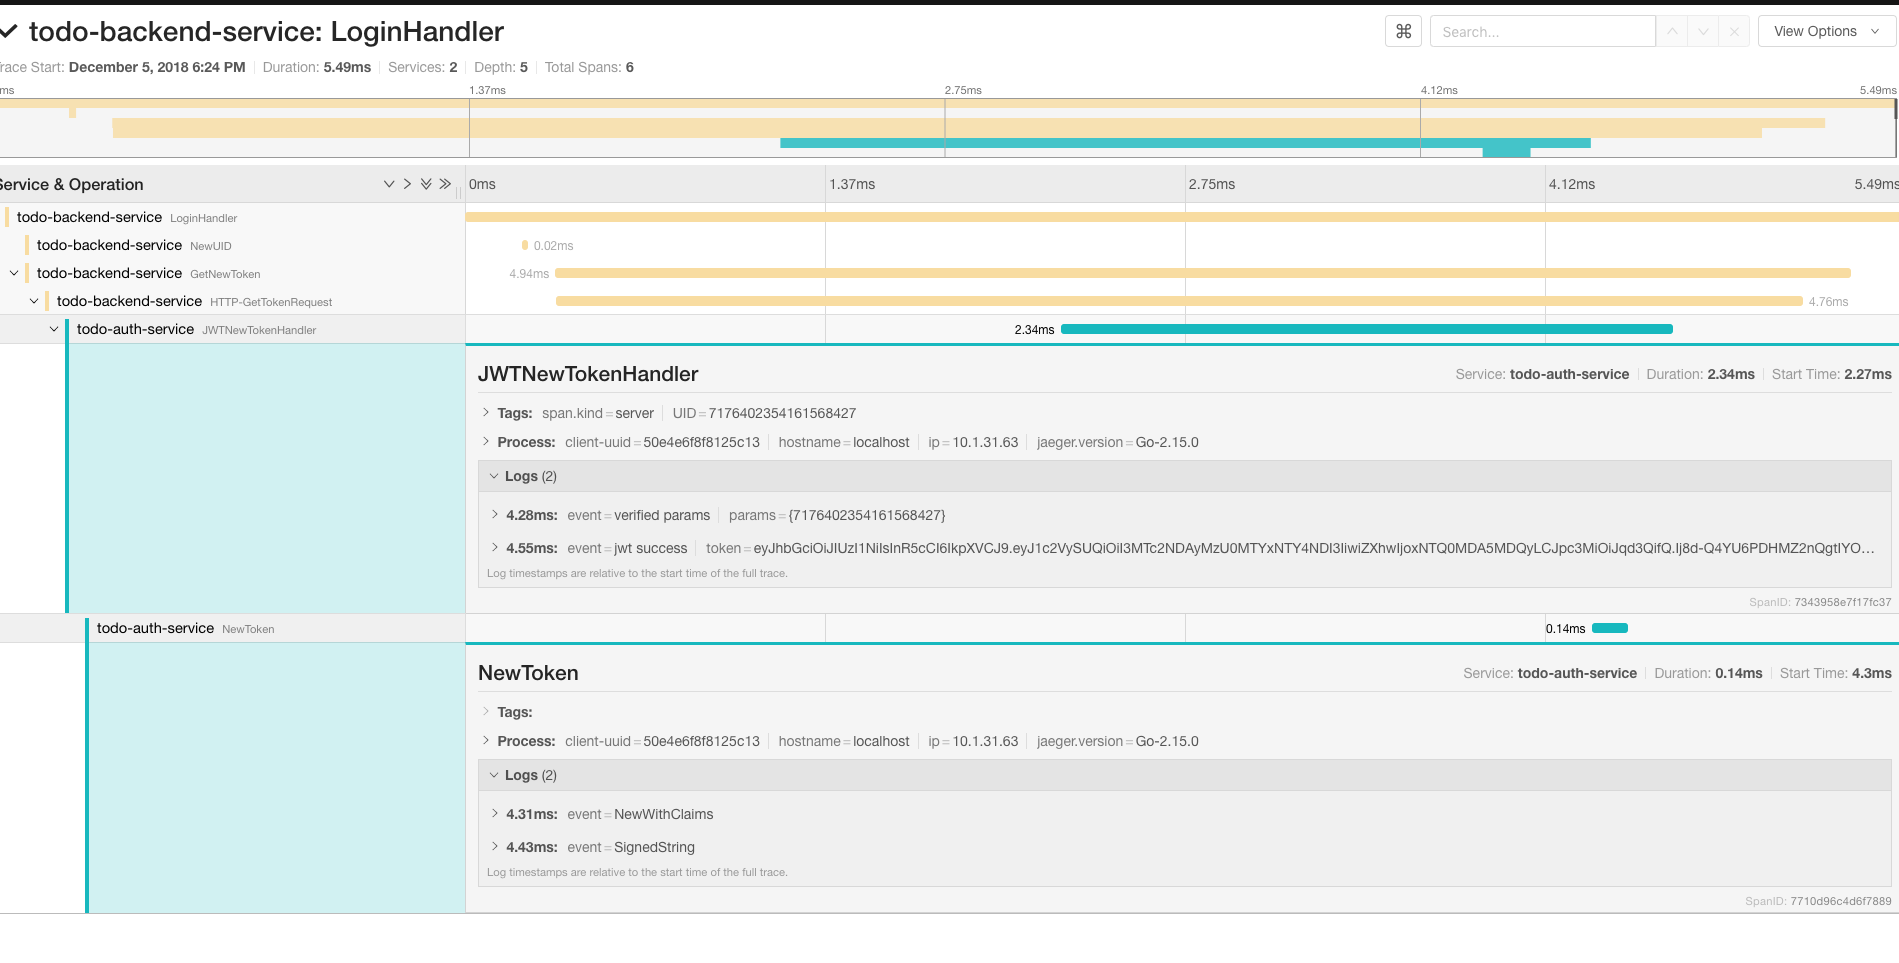 todo-backend-service: LoginHandler
⌘ Search... View Options
race Start: December 5, 2018 6:24 PM Duration: 5.49ms Services: 2 Depth: 5 Total Spans: 6
ms 1.37ms 2.75ms 4.12ms 5.49ms
Service & Operation 0ms 1.37ms 2.75ms 4.12ms 5.49ms
todo-backend-service LoginHandler
todo-backend-service NewUID 0.02ms
todo-backend-service GetNewToken 4.94ms
todo-backend-service HTTP-GetTokenRequest 4.76ms
todo-auth-service JWTNewTokenHandler 2.34ms
JWTNewTokenHandler Service: todo-auth-service Duration: 2.34ms Start Time: 2.27ms
Tags: span.kind = server UID = 7176402354161568427
Process: client-uuid = 50e4e6f8f8125c13 hostname = localhost ip = 10.1.31.63 jaeger.version = Go-2.15.0
Logs (2)
4.28ms: event = verified params params = {7176402354161568427}
4.55ms: event = jwt success token = eyJhbGciOiJIUzI1NiIsInR5cCI6IkpXVCJ9.eyJ1c2VySUQiOiI3MTc2NDAyMzU0MTYxNTY4NDI3IiwiZXhwIjoxNTQ0MDA5MDQyLCJpc3MiOiJqd3QifQ.Ij8d-Q4YU6PDHMZ2nQgtIYO...
Log timestamps are relative to the start time of the full trace.
SpanID: 7343958e7f17fc37
todo-auth-service NewToken 0.14ms
NewToken Service: todo-auth-service Duration: 0.14ms Start Time: 4.3ms
Tags:
Process: client-uuid = 50e4e6f8f8125c13 hostname = localhost ip = 10.1.31.63 jaeger.version = Go-2.15.0
Logs (2)
4.31ms: event = NewWithClaims
4.43ms: event = SignedString
Log timestamps are relative to the start time of the full trace.
SpanID: 7710d96c4d6f7889